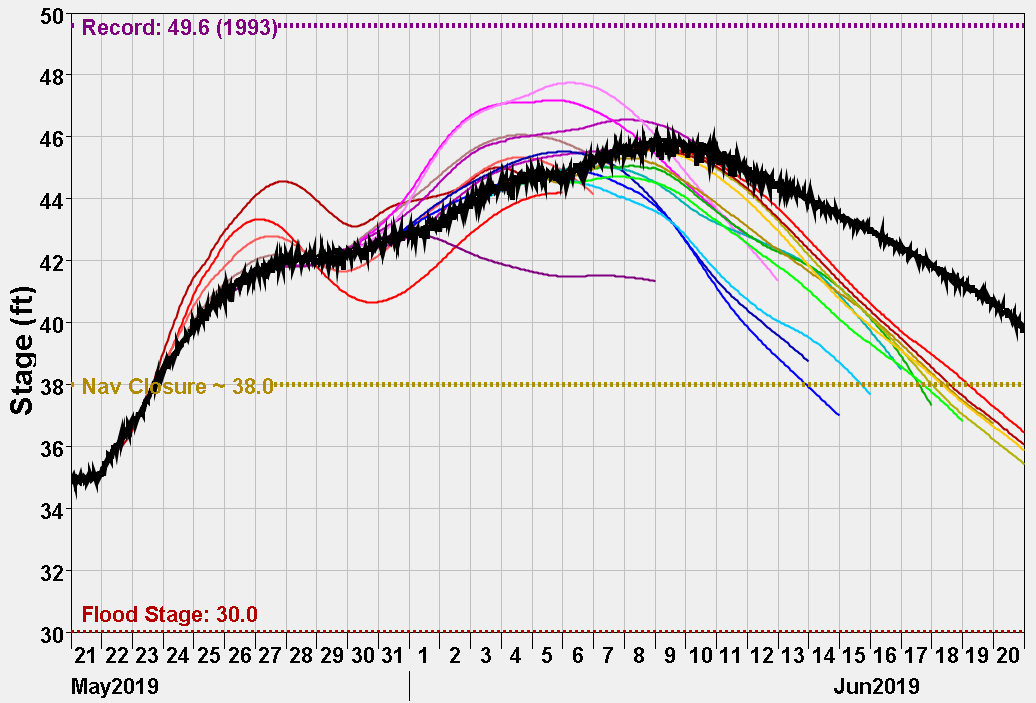 50
Record: 49.6 (1993)
48
46
44
42
40
Nav Closure ~ 38.0
38
36
34
32
Flood Stage: 30.0
30
Stage (ft)
21 22 23 24 25 26 27 28 29 30 31 1 2 3 4 5 6 7 8 9 10 11 12 13 14 15 16 17 18 19 20
May2019 Jun2019